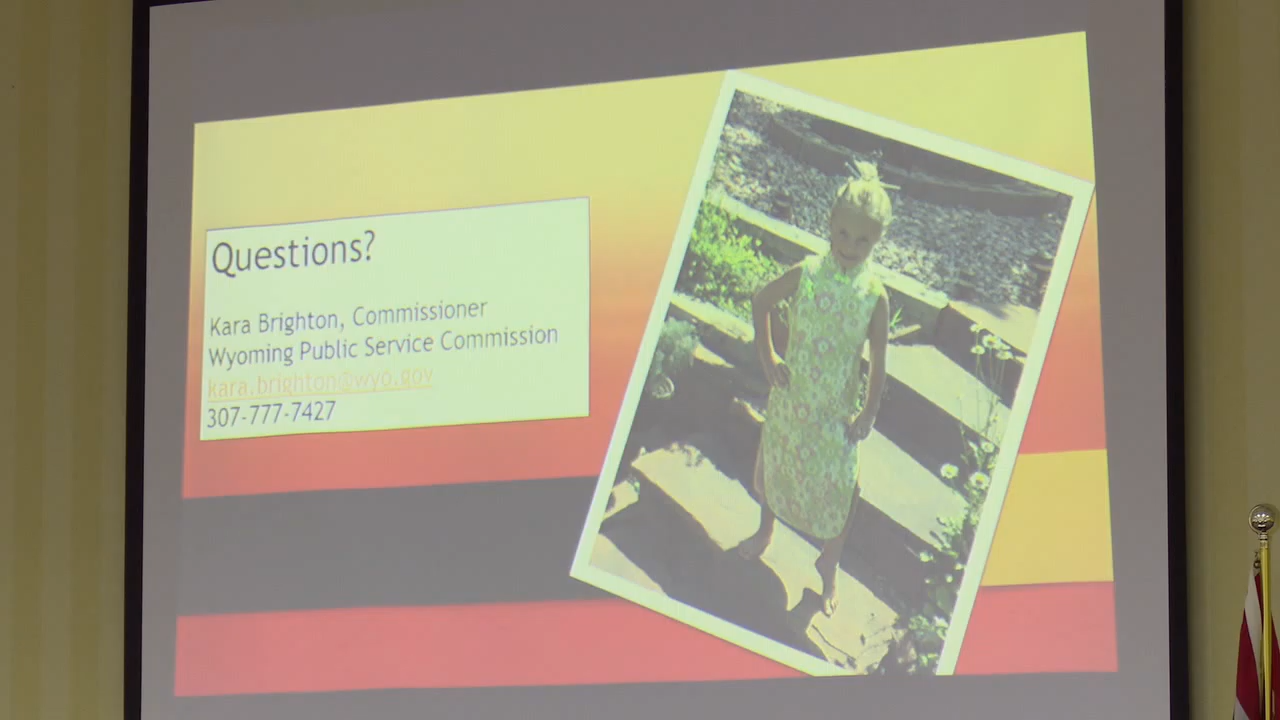 Questions?
Kara Brighton, Commissioner
Wyoming Public Service Commission
kara.brighton@wyo.gov
307-777-7427